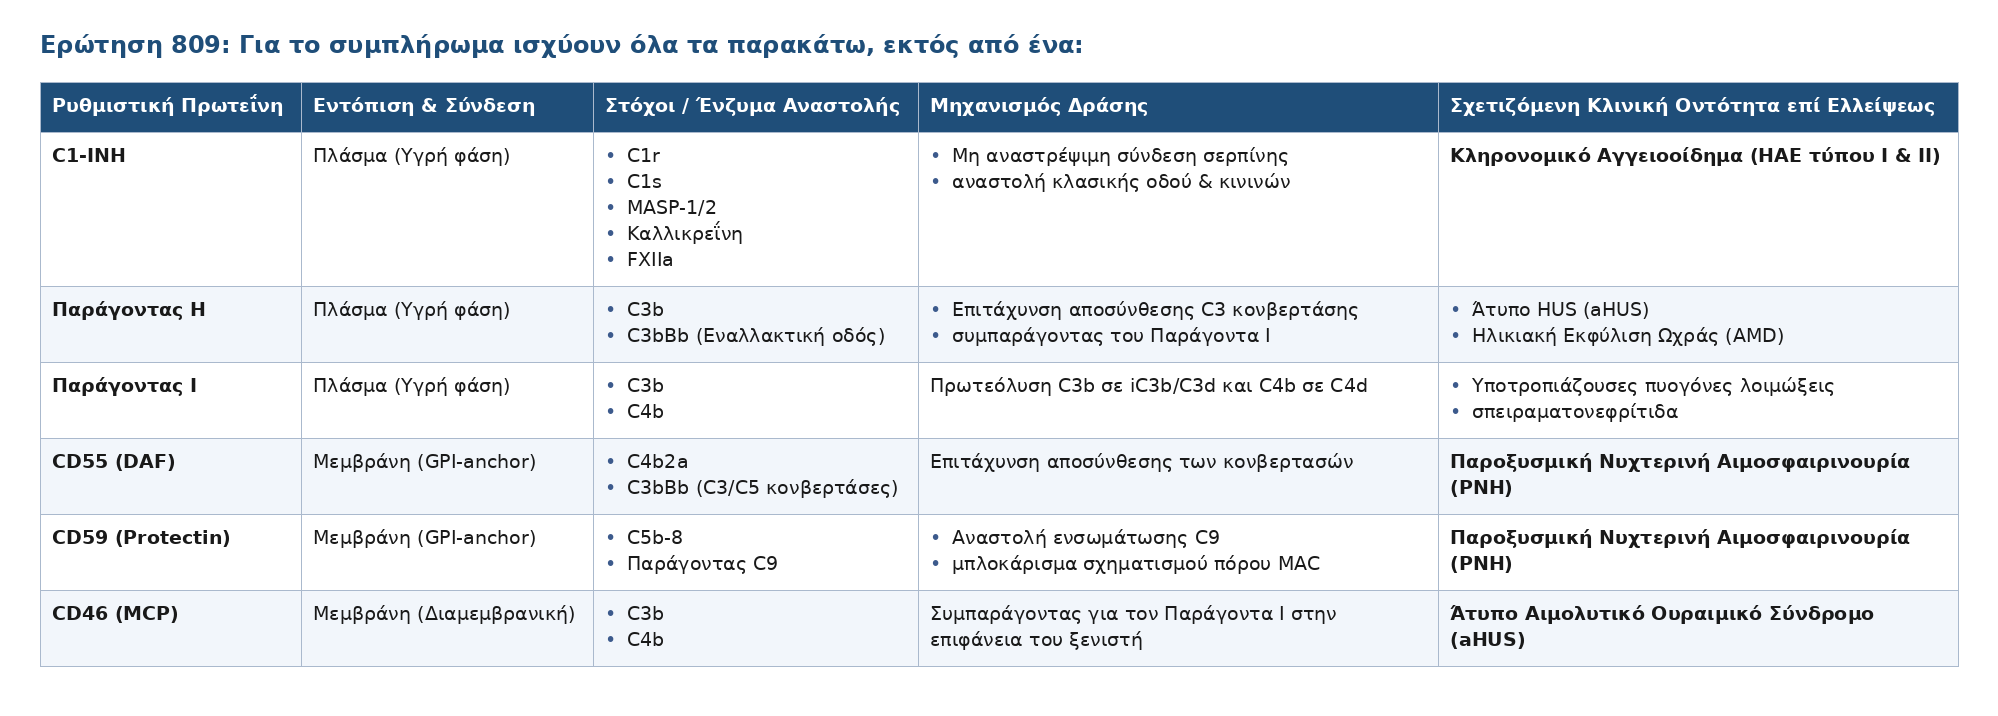 Ερώτηση 809: Για το συμπλήρωμα ισχύουν όλα τα παρακάτω, εκτός από ένα:
Ρυθμιστική Πρωτεΐνη
Εντόπιση & Σύνδεση
Στόχοι / Ένζυμα Αναστολής
Μηχανισμός Δράσης
Σχετιζόμενη Κλινική Οντότητα επί Ελλείψεως
C1-INH
Πλάσμα (Υγρή φάση)
• C1r
• C1s
• MASP-1/2
• Καλλικρεΐνη
• FXIIa
• Μη αναστρέψιμη σύνδεση σερπίνης
• αναστολή κλασικής οδού & κινινών
Κληρονομικό Αγγειοοίδημα (HAE τύπου I & II)
Παράγοντας H
Πλάσμα (Υγρή φάση)
• C3b
• C3bBb (Εναλλακτική οδός)
• Επιτάχυνση αποσύνθεσης C3 κονβερτάσης
• συμπαράγοντας του Παράγοντα I
• Άτυπο HUS (aHUS)
• Ηλικιακή Εκφύλιση Ωχράς (AMD)
Παράγοντας I
Πλάσμα (Υγρή φάση)
• C3b
• C4b
Πρωτεόλυση C3b σε iC3b/C3d και C4b σε C4d
• Υποτροπιάζουσες πυογόνες λοιμώξεις
• σπειραματονεφρίτιδα
CD55 (DAF)
Μεμβράνη (GPI-anchor)
• C4b2a
• C3bBb (C3/C5 κονβερτάσες)
Επιτάχυνση αποσύνθεσης των κονβερτασών
Παροξυσμική Νυχτερινή Αιμοσφαιρινουρία
(PNH)
CD59 (Protectin)
Μεμβράνη (GPI-anchor)
• C5b-8
• Παράγοντας C9
• Αναστολή ενσωμάτωσης C9
• μπλοκάρισμα σχηματισμού πόρου MAC
Παροξυσμική Νυχτερινή Αιμοσφαιρινουρία
(PNH)
CD46 (MCP)
Μεμβράνη (Διαμεμβρανική)
• C3b
• C4b
Συμπαράγοντας για τον Παράγοντα I στην
επιφάνεια του ξενιστή
Άτυπο Αιμολυτικό Ουραιμικό Σύνδρομο
(aHUS)